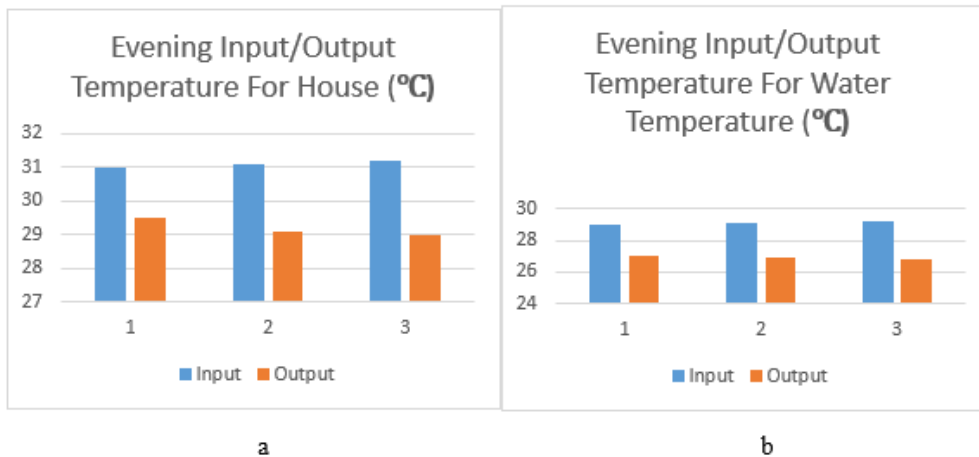 Evening Input/Output
Temperature For House (°C)
32
31
30
29
28
27
1 2 3
Input Output
a
Evening Input/Output
Temperature For Water
Temperature (°C)
30
28
26
24
1 2 3
Input Output
b